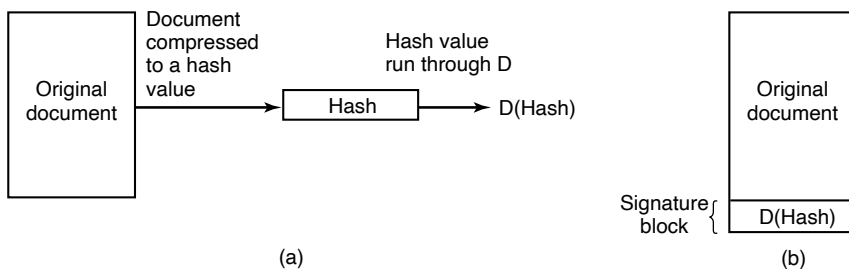 Original
document
Document
compressed
to a hash
value
Hash
Hash value
run through D
D(Hash)
(a)
Original
document
Signature
block
D(Hash)
(b)